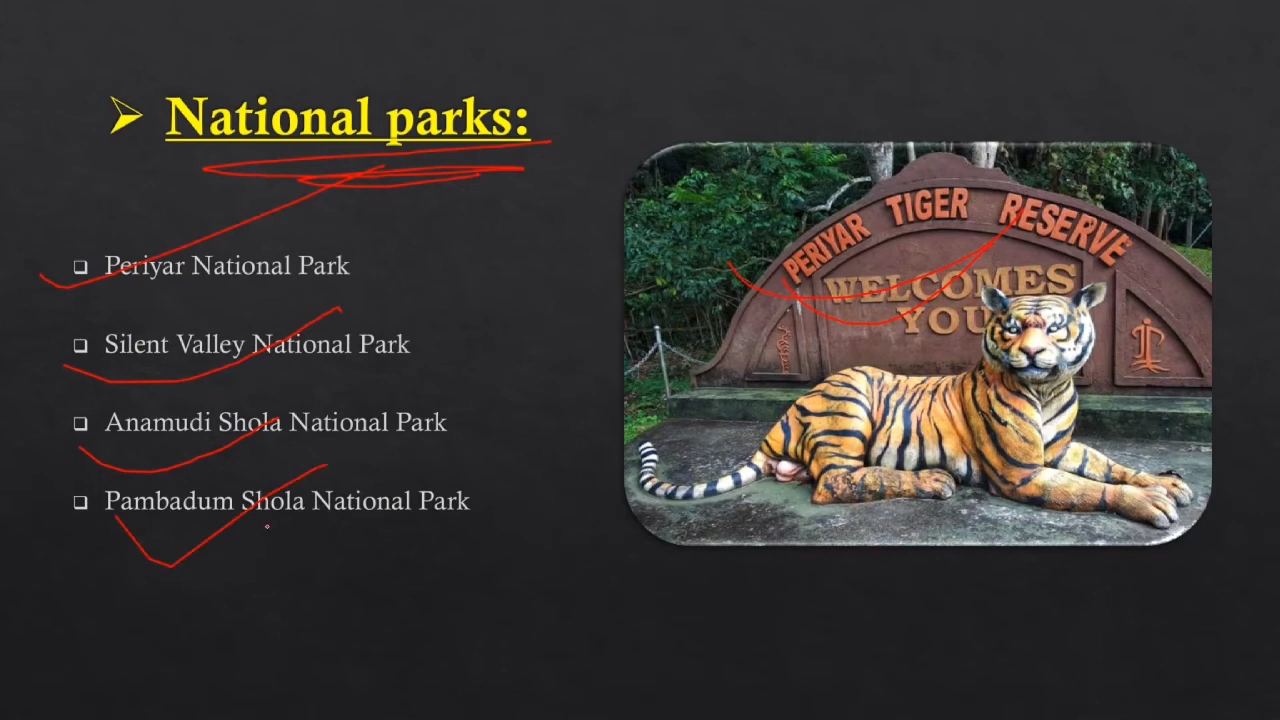 National parks:
Periyar National Park
Silent Valley National Park
Anamudi Shola National Park
Pambadum Shola National Park
PERIYAR TIGER RESERVE
WELCOMES
YOU